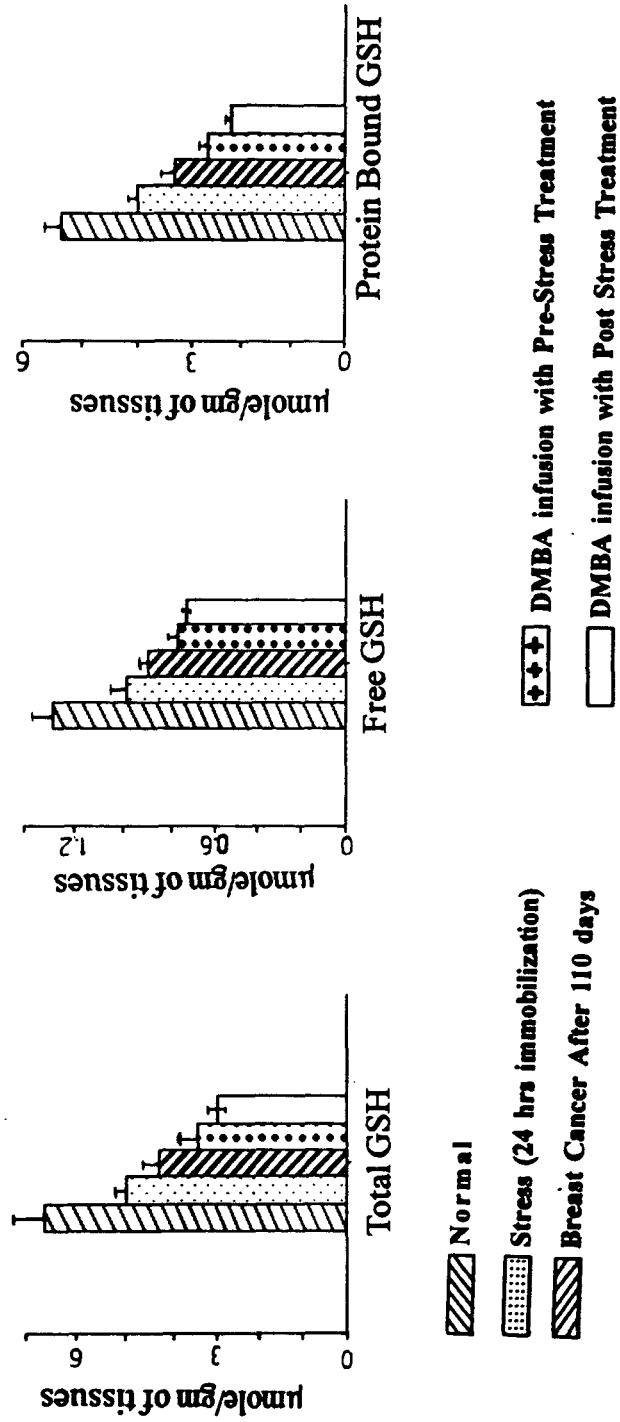 µmole/gm of tissues
6
3
0
Total GSH
µmole/gm of tissues
1.2
0.6
0
Free GSH
µmole/gm of tissues
6
3
0
Protein Bound GSH
Normal
Stress (24 hrs immobilization)
Breast Cancer After 110 days
DMBA infusion with Pre-Stress Treatment
DMBA infusion with Post Stress Treatment